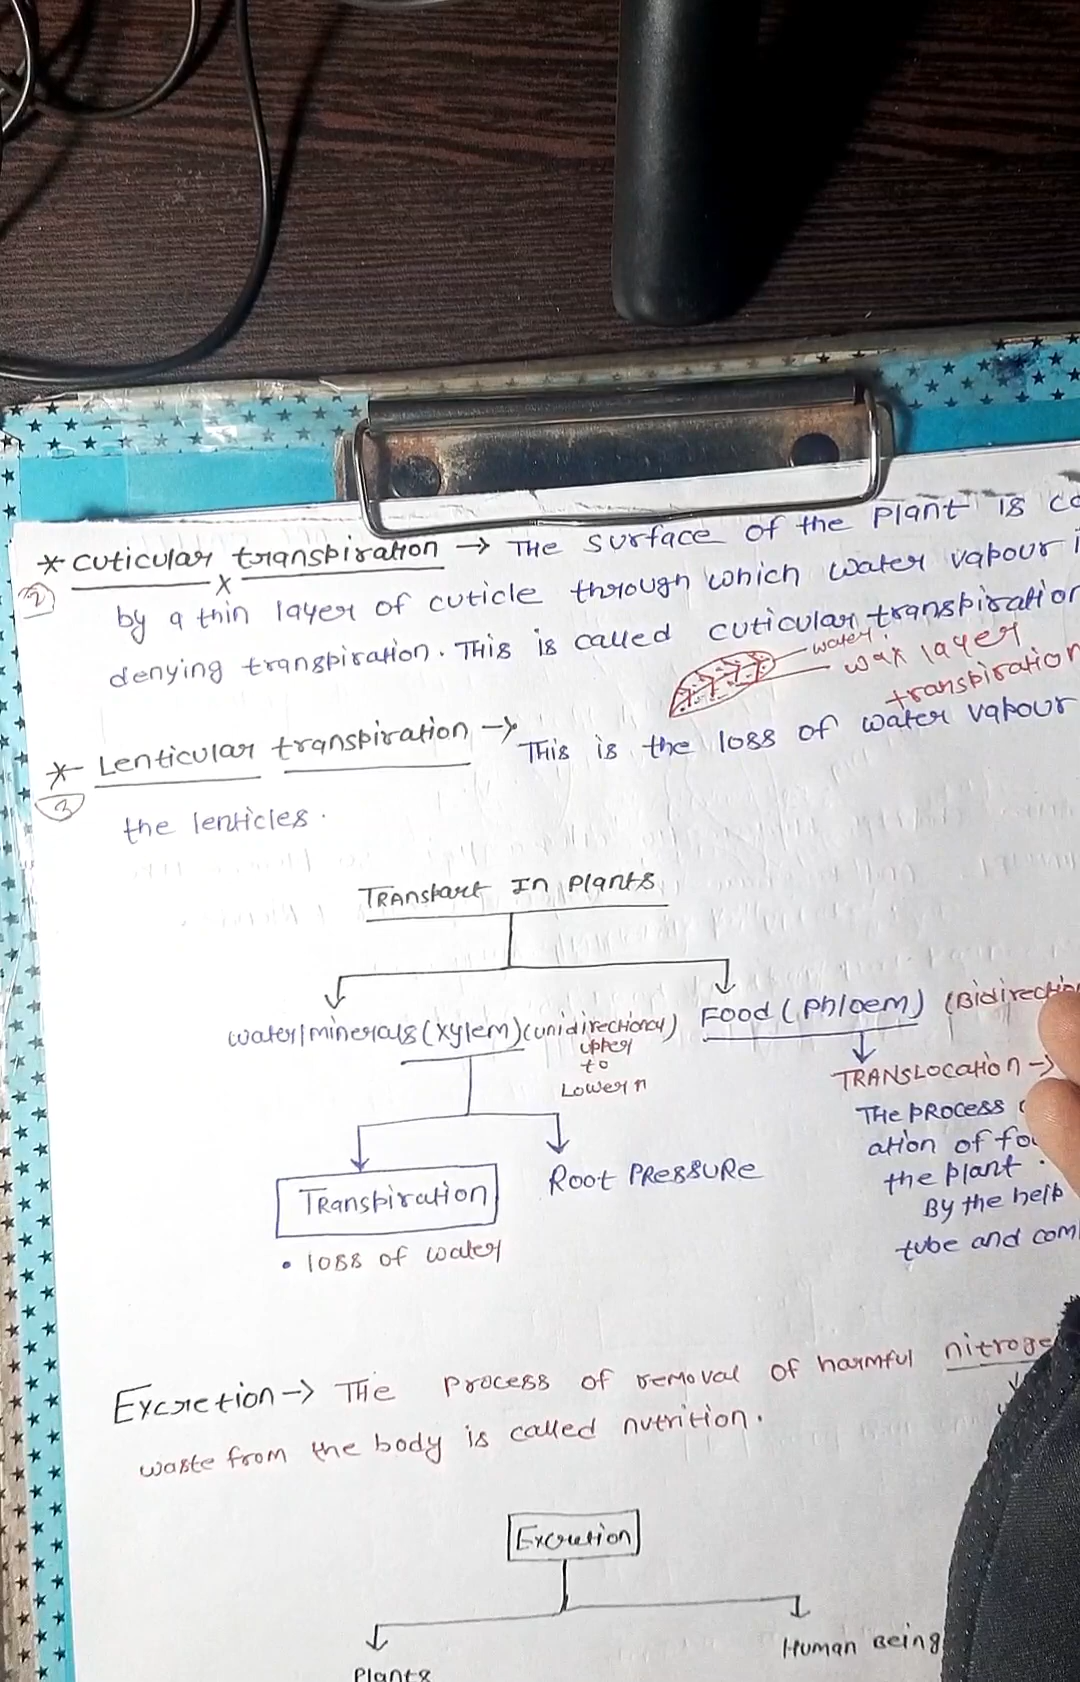 * Cuticular transpiration → The surface of the plant is
2
by a thin layer of cuticle through which water vapour
denying transpiration. This is called cuticular transpiration
water
wax layer
transpiration
* Lenticular transpiration → This is the loss of water vapour
3
the lenticles.
Transport In Plants
water/minerals (xylem) (unidirectional)
upper
to
Lower
Food (Phloem) (Bidirection
TRANSLOCATION →
The process
ation of
the plant.
By the help
tube and
Transpiration
Root Pressure
• loss of water
Excretion → The process of removal of harmful nitroge
waste from the body is called nutrition.
Excretion
Plants
Human Being